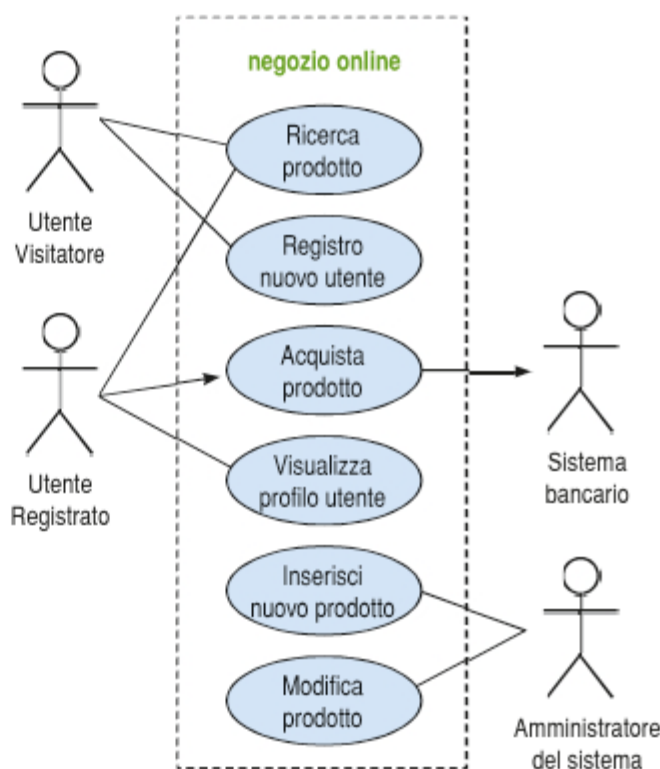 negozio online
Ricerca
prodotto
Utente
Visitatore
Registro
nuovo utente
Acquista
prodotto
Utente
Registrato
Visualizza
profilo utente
Sistema
bancario
Inserisci
nuovo prodotto
Modifica
prodotto
Amministratore
del sistema